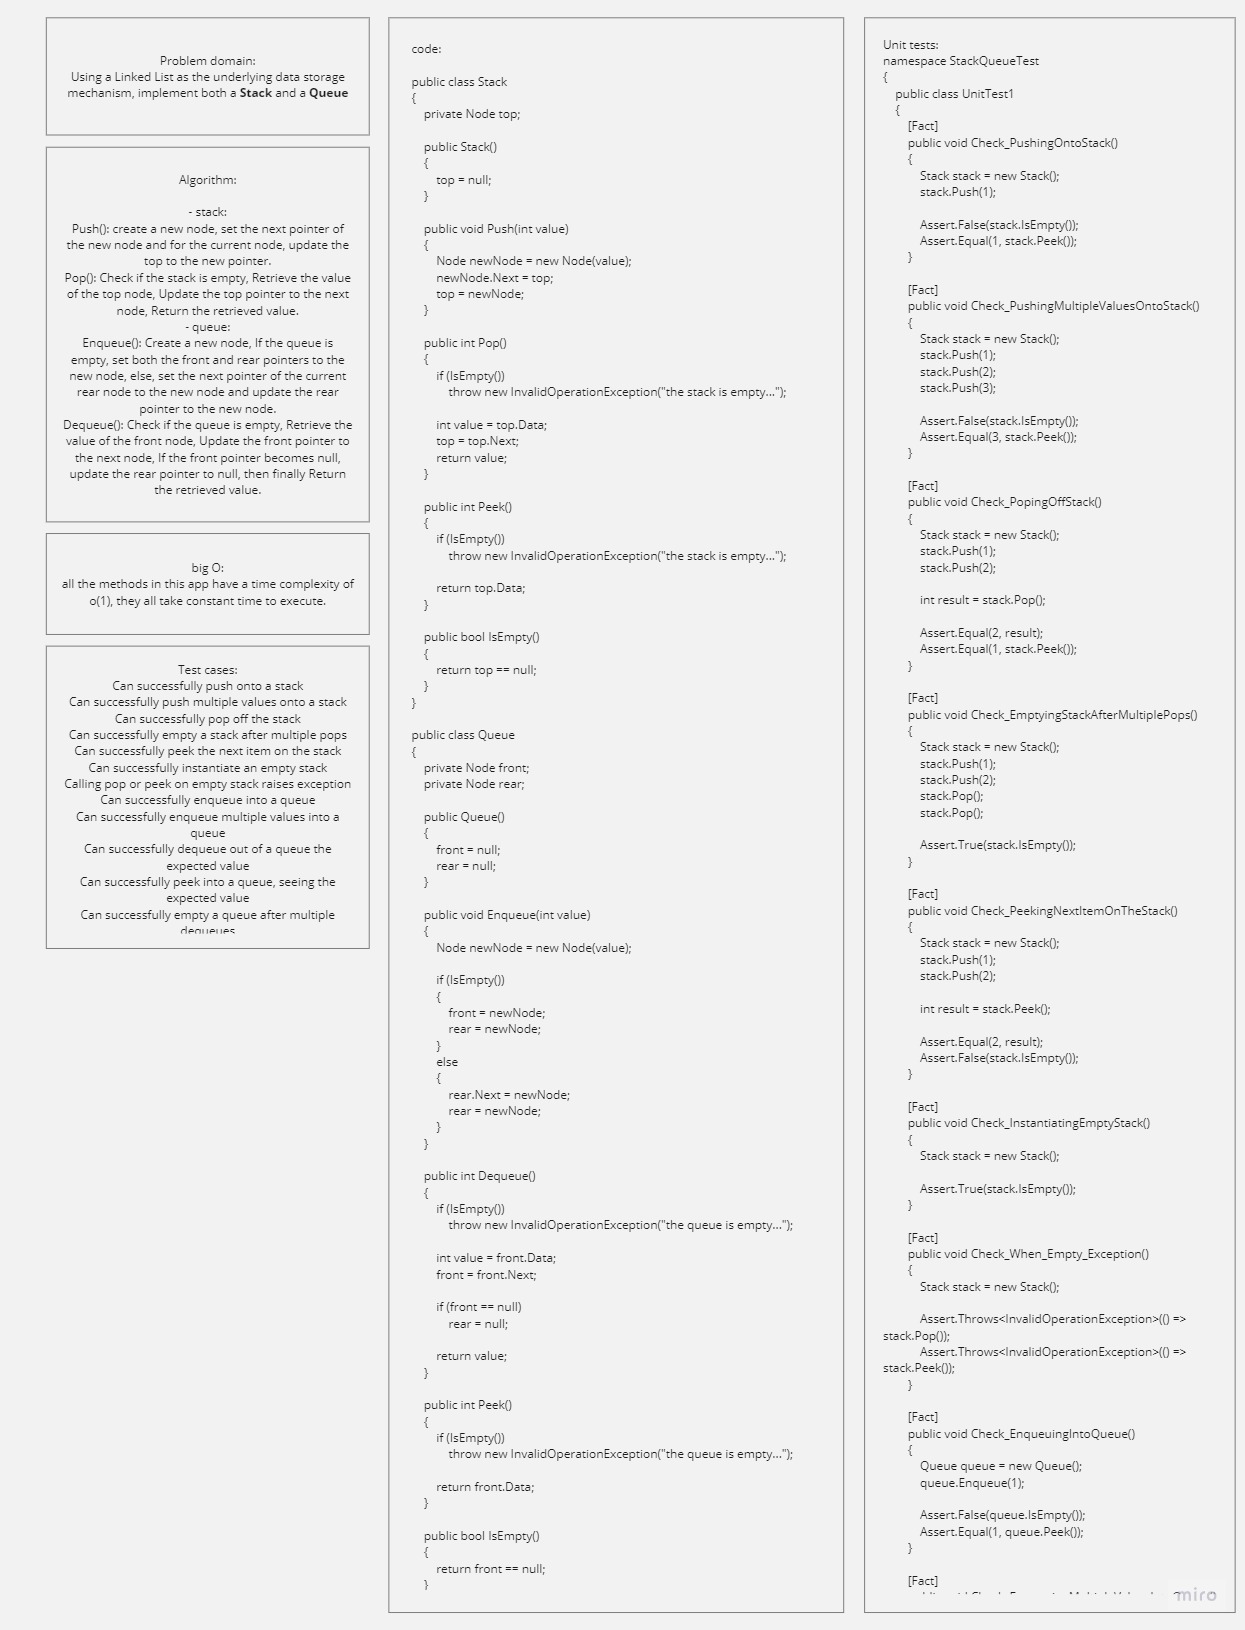 Problem domain:
Using a Linked List as the underlying data storage
mechanism, implement both a Stack and a Queue
Algorithm:
- stack:
Push(): create a new node, set the next pointer of
the new node and for the current node, update the
top to the new pointer.
Pop(): Check if the stack is empty, Retrieve the value
of the top node, Update the top pointer to the next
node, Return the retrieved value.
- queue:
Enqueue(): Create a new node, If the queue is
empty, set both the front and rear pointers to the
new node, else, set the next pointer of the current
rear node to the new node and update the rear
pointer to the new node.
Dequeue(): Check if the queue is empty, Retrieve the
value of the front node, Update the front pointer to
the next node, If the front pointer becomes null,
update the rear pointer to null, then finally Return
the retrieved value.
big O:
all the methods in this app have a time complexity of
o(1), they all take constant time to execute.
Test cases:
Can successfully push onto a stack
Can successfully push multiple values onto a stack
Can successfully pop off the stack
Can successfully empty a stack after multiple pops
Can successfully peek the next item on the stack
Can successfully instantiate an empty stack
Calling pop or peek on empty stack raises exception
Can successfully enqueue into a queue
Can successfully enqueue multiple values into a
queue
Can successfully dequeue out of a queue the
expected value
Can successfully peek into a queue, seeing the
expected value
Can successfully empty a queue after multiple
dequeues
code:
public class Stack
{
private Node top;
public Stack()
{
top = null;
}
public void Push(int value)
{
Node newNode = new Node(value);
newNode.Next = top;
top = newNode;
}
public int Pop()
{
if (IsEmpty())
throw new InvalidOperationException("the stack is empty...");
int value = top.Data;
top = top.Next;
return value;
}
public int Peek()
{
if (IsEmpty())
throw new InvalidOperationException("the stack is empty...");
return top.Data;
}
public bool IsEmpty()
{
return top == null;
}
}
public class Queue
{
private Node front;
private Node rear;
public Queue()
{
front = null;
rear = null;
}
public void Enqueue(int value)
{
Node newNode = new Node(value);
if (IsEmpty())
{
front = newNode;
rear = newNode;
}
else
{
rear.Next = newNode;
rear = newNode;
}
}
public int Dequeue()
{
if (IsEmpty())
throw new InvalidOperationException("the queue is empty...");
int value = front.Data;
front = front.Next;
if (front == null)
rear = null;
return value;
}
public int Peek()
{
if (IsEmpty())
throw new InvalidOperationException("the queue is empty...");
return front.Data;
}
public bool IsEmpty()
{
return front == null;
}
Unit tests:
namespace StackQueueTest
{
public class UnitTest1
{
[Fact]
public void Check_PushingOntoStack()
{
Stack stack = new Stack();
stack.Push(1);
Assert.False(stack.IsEmpty());
Assert.Equal(1, stack.Peek());
}
[Fact]
public void Check_PushingMultipleValuesOntoStack()
{
Stack stack = new Stack();
stack.Push(1);
stack.Push(2);
stack.Push(3);
Assert.False(stack.IsEmpty());
Assert.Equal(3, stack.Peek());
}
[Fact]
public void Check_PopingOffStack()
{
Stack stack = new Stack();
stack.Push(1);
stack.Push(2);
int result = stack.Pop();
Assert.Equal(2, result);
Assert.Equal(1, stack.Peek());
}
[Fact]
public void Check_EmptyingStackAfterMultiplePops()
{
Stack stack = new Stack();
stack.Push(1);
stack.Push(2);
stack.Pop();
stack.Pop();
Assert.True(stack.IsEmpty());
}
[Fact]
public void Check_PeekingNextItemOnTheStack()
{
Stack stack = new Stack();
stack.Push(1);
stack.Push(2);
int result = stack.Peek();
Assert.Equal(2, result);
Assert.False(stack.IsEmpty());
}
[Fact]
public void Check_InstantiatingEmptyStack()
{
Stack stack = new Stack();
Assert.True(stack.IsEmpty());
}
[Fact]
public void Check_When_Empty_Exception()
{
Stack stack = new Stack();
Assert.Throws<InvalidOperationException>(() =>
stack.Pop());
Assert.Throws<InvalidOperationException>(() =>
stack.Peek());
}
[Fact]
public void Check_EnqueuingIntoQueue()
{
Queue queue = new Queue();
queue.Enqueue(1);
Assert.False(queue.IsEmpty());
Assert.Equal(1, queue.Peek());
}
[Fact]
miro